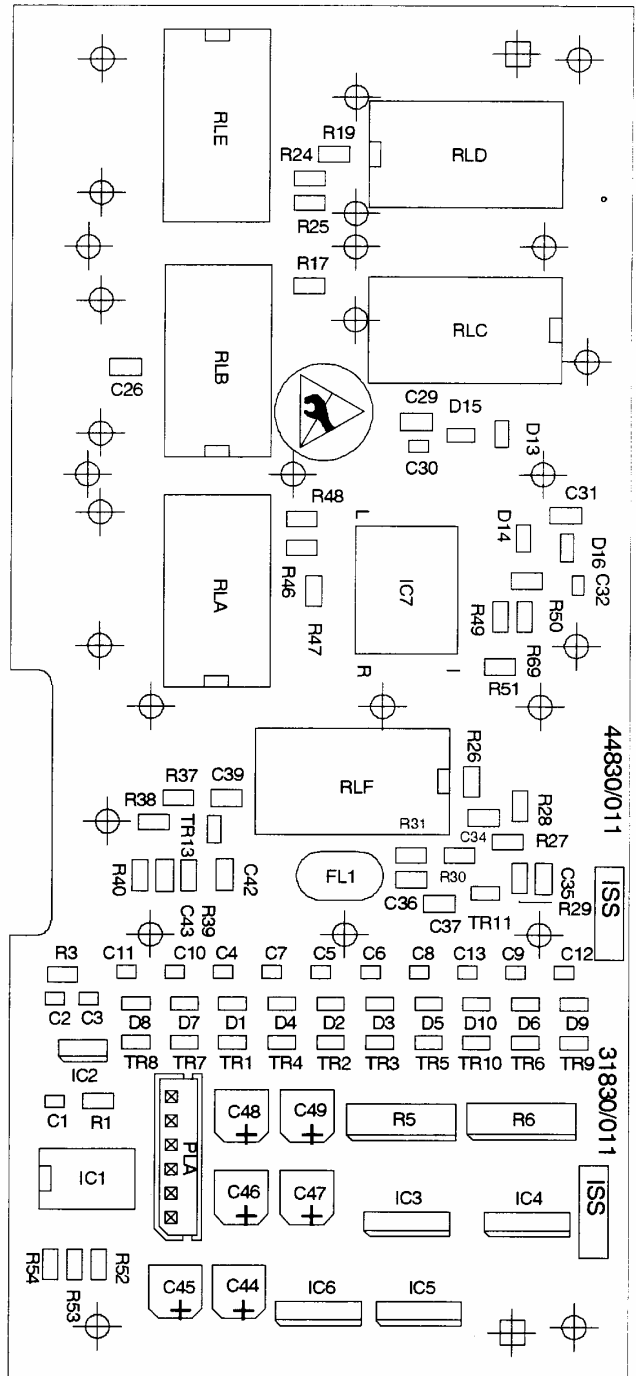 RLE
R19
R24
RLD
R25
R17
RLB
RLC
C26
C29
D15
D13
C30
R48
C31
L
D14
D16
RLA
R46
IC7
C32
R47
R49
R50
R69
R
I
R51
44830/011
R26
R37
C39
RLF
R28
R38
R31
TR13
C34
R27
R40
C42
FL1
R30
C35
ISS
C36
C43
R39
C37
TR11
R29
R3
C11
C10
C4
C7
C5
C6
C8
C13
C9
C12
C2
C3
D8
D7
D1
D4
D2
D3
D5
D10
D6
D9
TR8
TR7
TR1
TR4
TR2
TR3
TR5
TR10
TR6
TR9
IC2
31830/011
C1
R1
C48
C49
R5
R6
PLA
IC1
C46
C47
IC3
IC4
ISS
R54
R53
R52
C45
C44
IC6
IC5